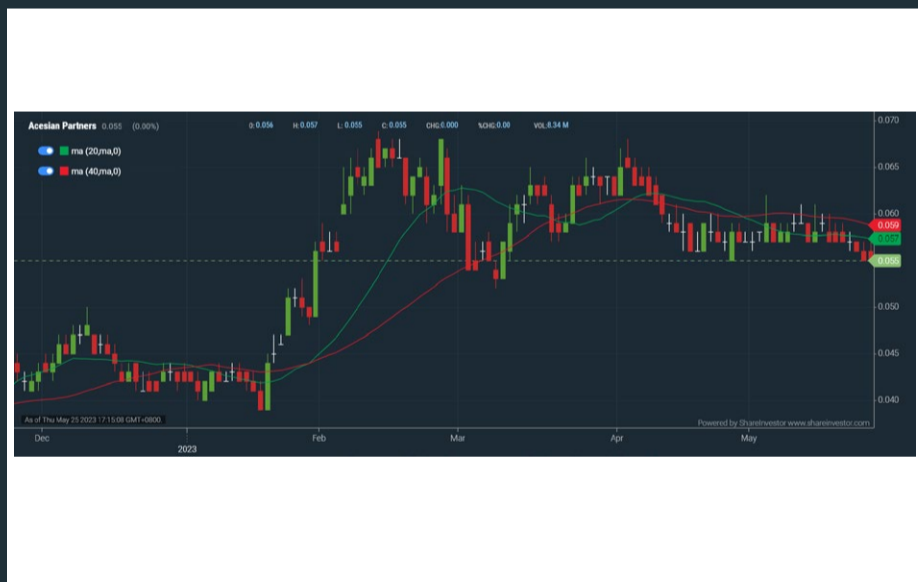 Acesian Partners 0.055 (0.00%) O: 0.056 H: 0.057 L: 0.055 C: 0.055 CHG:0.000 %CHG:0.00 VOL:8.34 M
ma (20,ma,0)
ma (40,ma,0)
0.070
0.065
0.060
0.059
0.057
0.055
0.050
0.045
0.040
As of Thu May 25 2023 17:15:08 GMT+0800
Powered by ShareInvestor www.shareinvestor.com
Dec 2023 Feb Mar Apr May